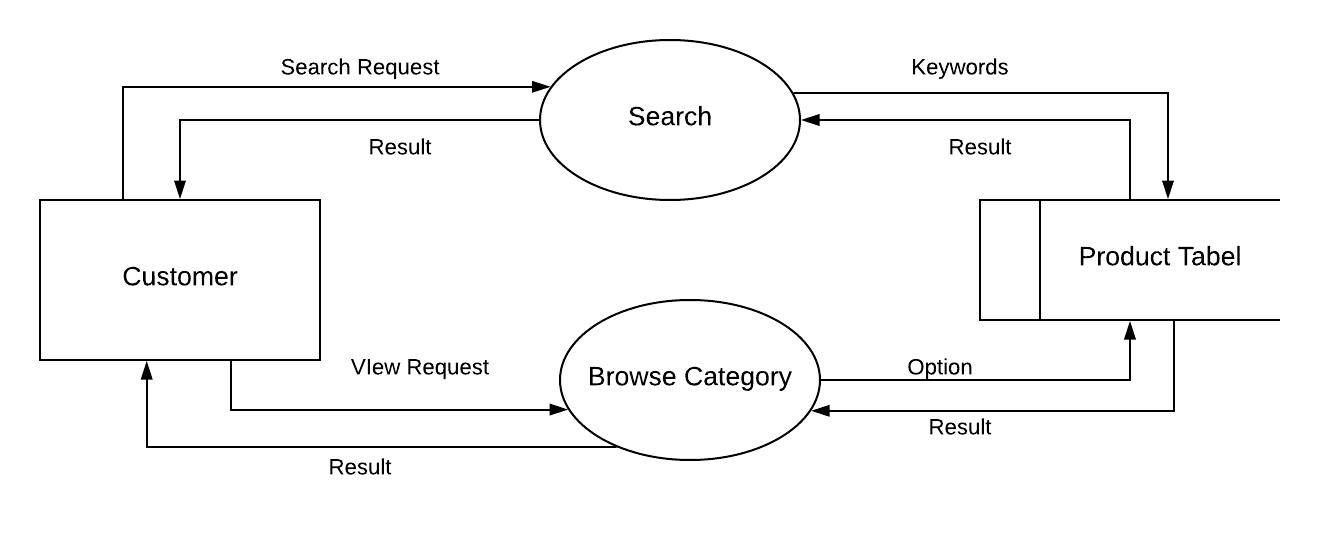 Search Request
Keywords
Search
Result
Result
Product Tabel
Customer
VIew Request
Browse Category
Option
Result
Result